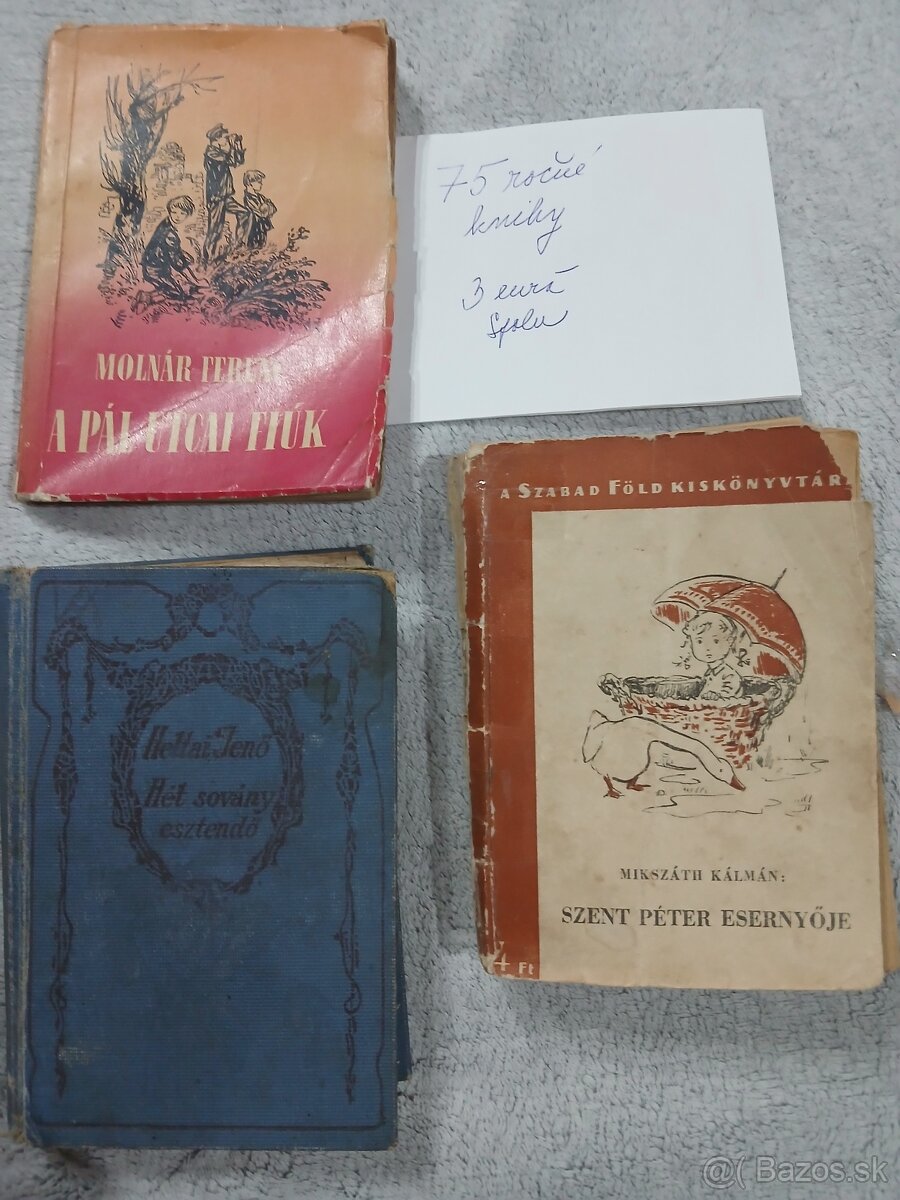 MOLNÁR FERENC
A PÁL UTCAI FIÚK
75 ročné
knihy
3 eurá
spolu
A SZABAD FÖLD KISKÖNYVTÁRA
MIKSZÁTH KÁLMÁN:
SZENT PÉTER ESERNYŐJE
4 Ft
Heltai Jenő
Hét sovány
esztendő
@( Bazos.sk